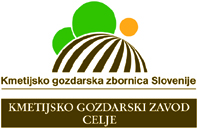 Kmetijsko gozdarska zbornica Slovenije
KMETIJSKO GOZDARSKI ZAVOD
CELJE